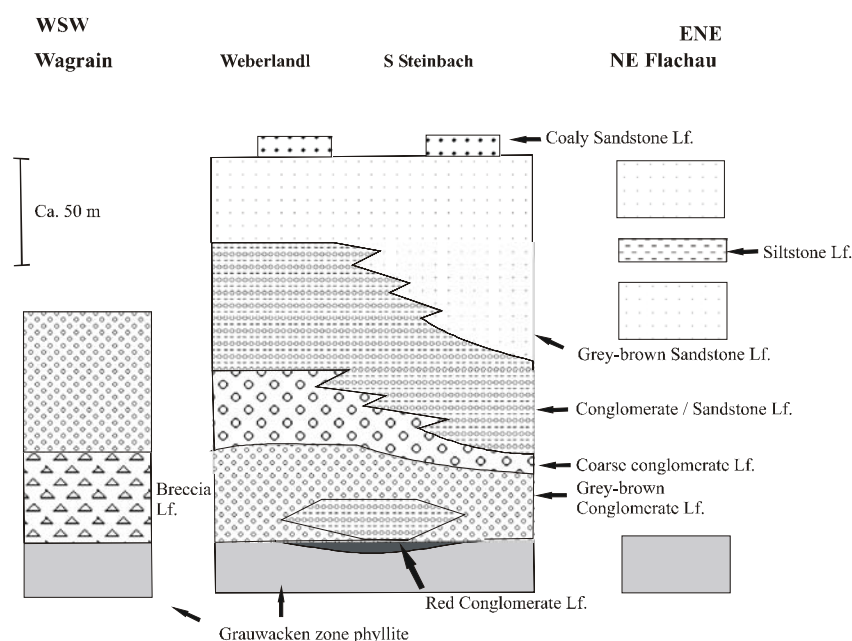 WSW
ENE
Wagrain
Weberlandl
S Steinbach
NE Flachau
Coaly Sandstone Lf.
Ca. 50 m
Siltstone Lf.
Grey-brown Sandstone Lf.
Conglomerate / Sandstone Lf.
Coarse conglomerate Lf.
Breccia
Lf.
Grey-brown
Conglomerate Lf.
Red Conglomerate Lf.
Grauwacken zone phyllite